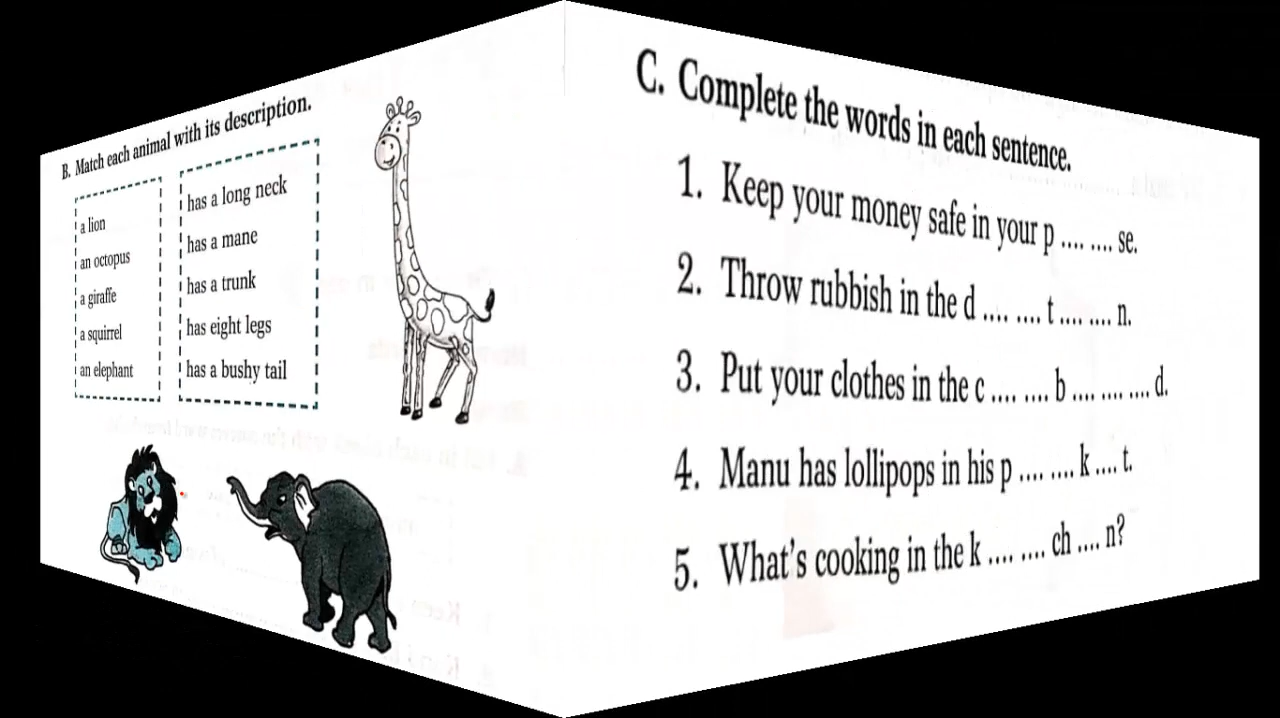 B. Match each animal with its description.
a lion
an octopus
a giraffe
a squirrel
an elephant
has a long neck
has a mane
has a trunk
has eight legs
has a bushy tail
C. Complete the words in each sentence.
1. Keep your money safe in your p .... .... se.
2. Throw rubbish in the d .... .... t .... .... n.
3. Put your clothes in the c .... .... b .... .... .... d.
4. Manu has lollipops in his p .... .... k .... t.
5. What's cooking in the k .... .... ch .... n?